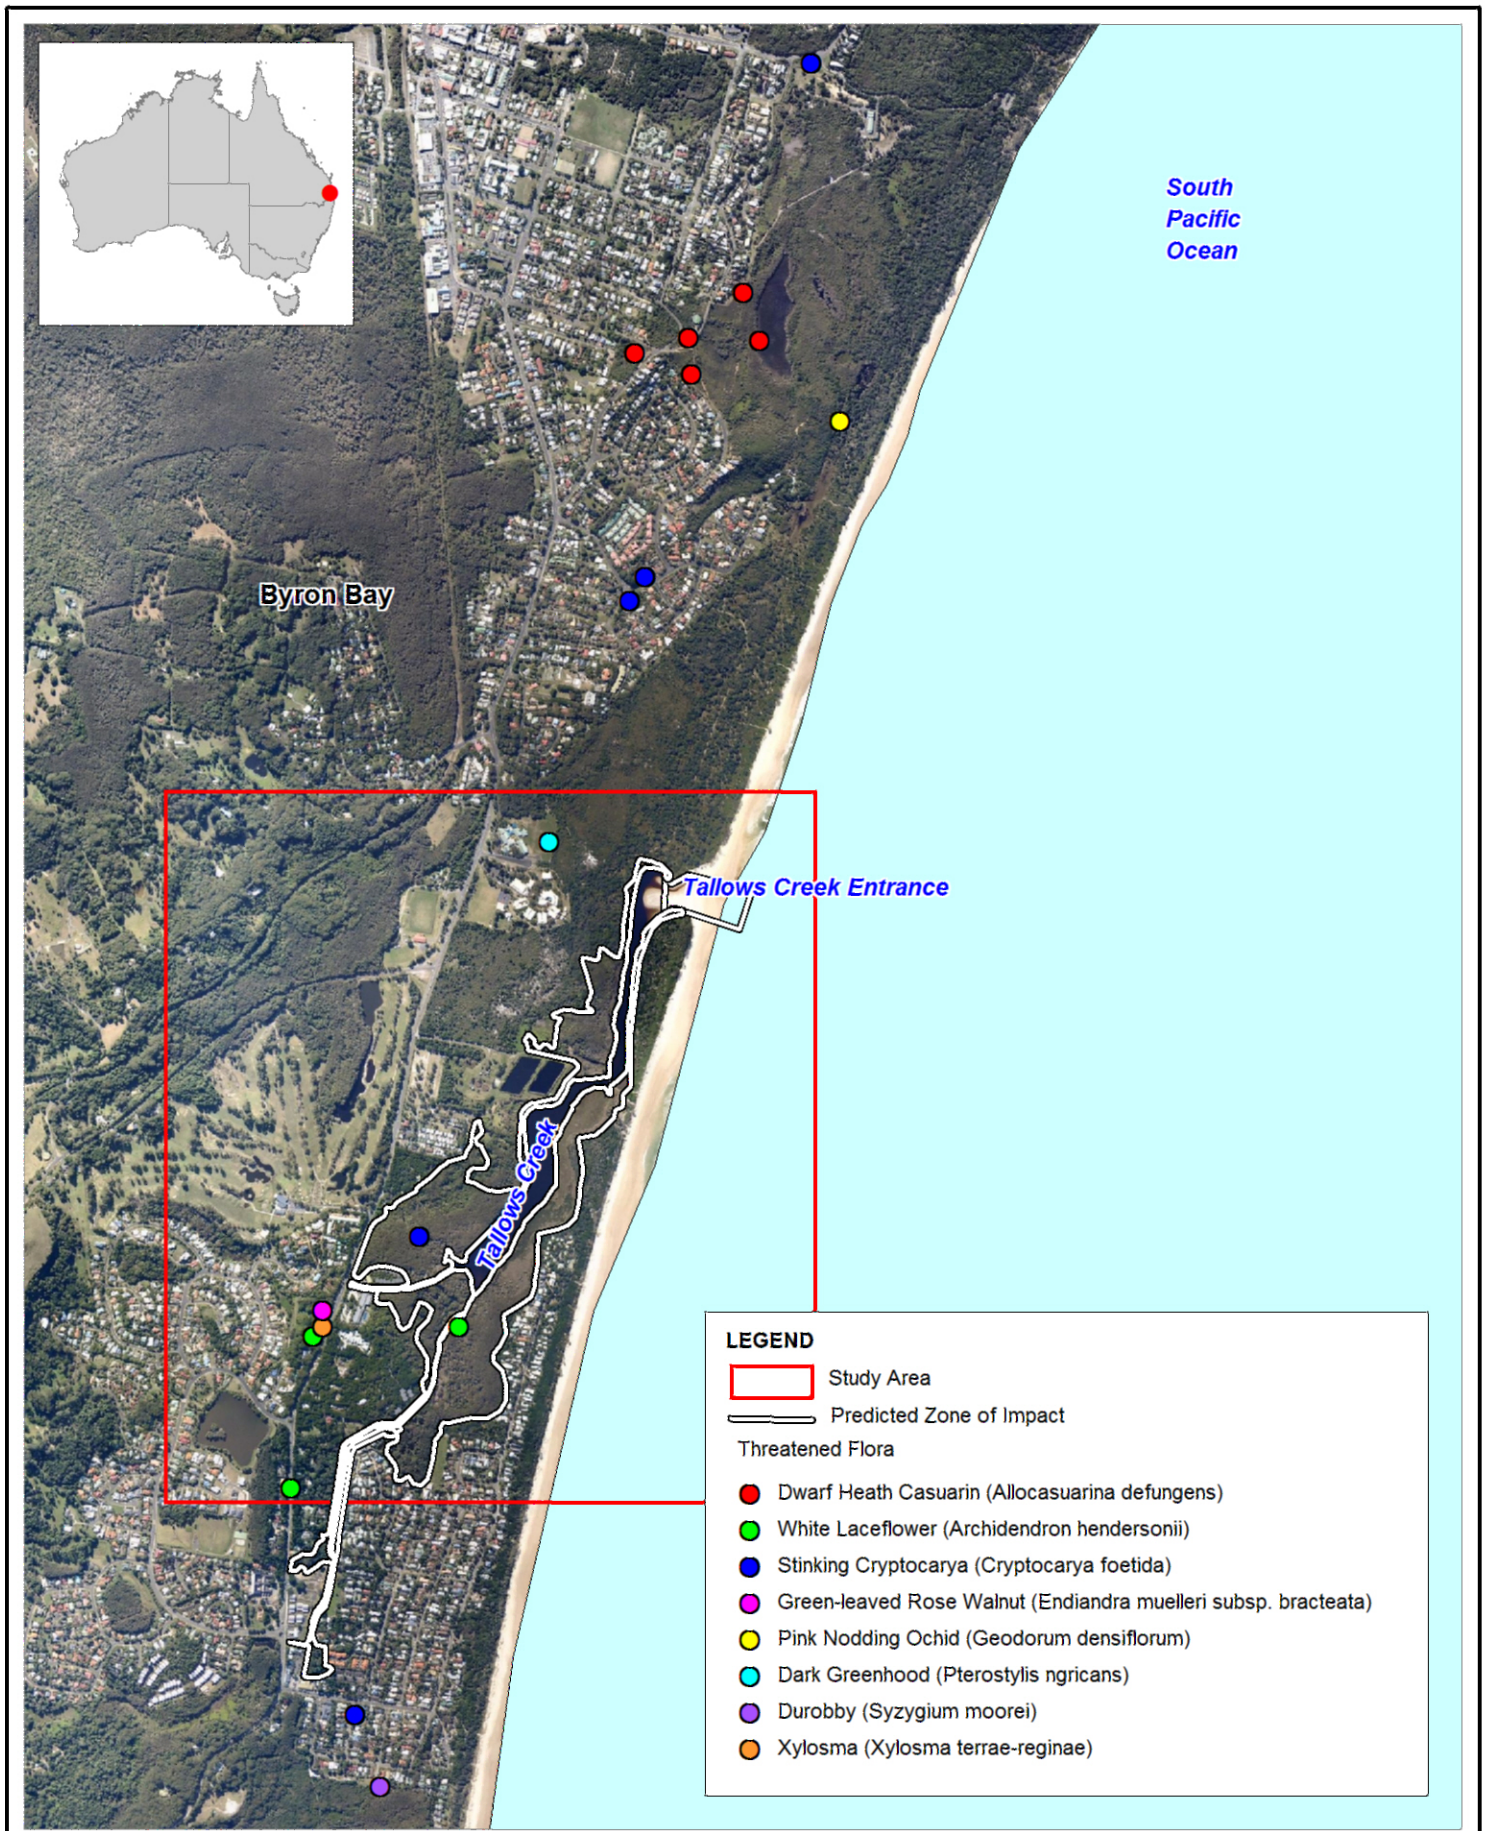 South
Pacific
Ocean
Byron Bay
Tallows Creek Entrance
Tallows Creek
LEGEND
Study Area
Predicted Zone of Impact
Threatened Flora
Dwarf Heath Casuarin (Allocasuarina defungens)
White Laceflower (Archidendron hendersonii)
Stinking Cryptocarya (Cryptocarya foetida)
Green-leaved Rose Walnut (Endiandra muelleri subsp. bracteata)
Pink Nodding Ochid (Geodorum densiflorum)
Dark Greenhood (Pterostylis ngricans)
Durobby (Syzygium moorei)
Xylosma (Xylosma terrae-reginae)